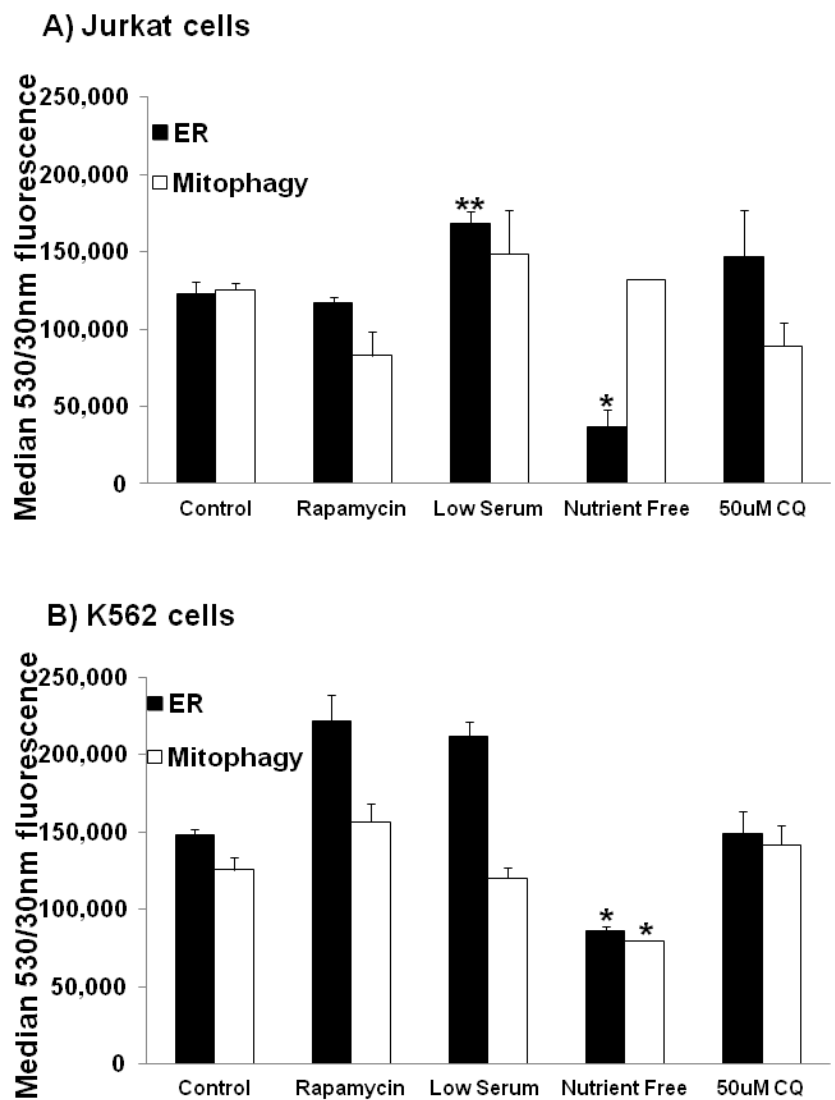 A) Jurkat cells
Median 530/30nm fluorescence
250,000
200,000
150,000
100,000
50,000
0
ER
Mitophagy
**
*
Control Rapamycin Low Serum Nutrient Free 50uM CQ
B) K562 cells
Median 530/30nm fluorescence
250,000
200,000
150,000
100,000
50,000
0
ER
Mitophagy
* *
Control Rapamycin Low Serum Nutrient Free 50uM CQ